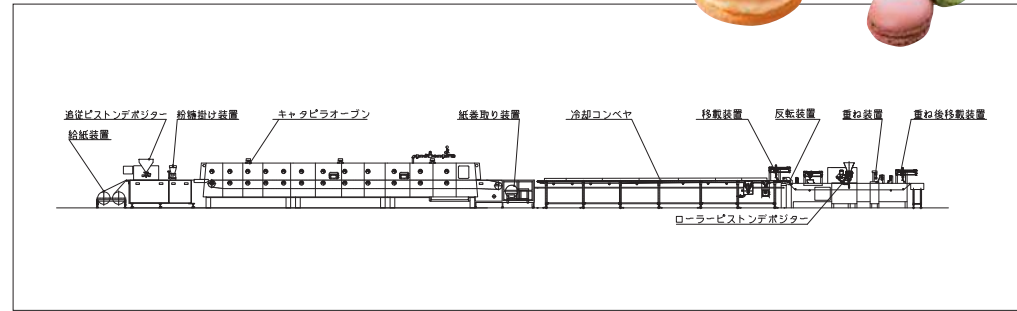 追従ピストンデポジター
粉糖掛け装置
キャタピラオーブン
紙巻取り装置
冷却コンベヤ
移載装置
反転装置
重ね装置
重ね後移載装置
給紙装置
ローラーピストンデポジター